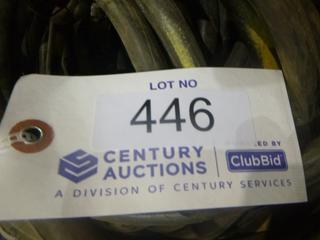 LOT NO
446
CENTURY
AUCTIONS
ClubBid
A DIVISION OF CENTURY SERVICES